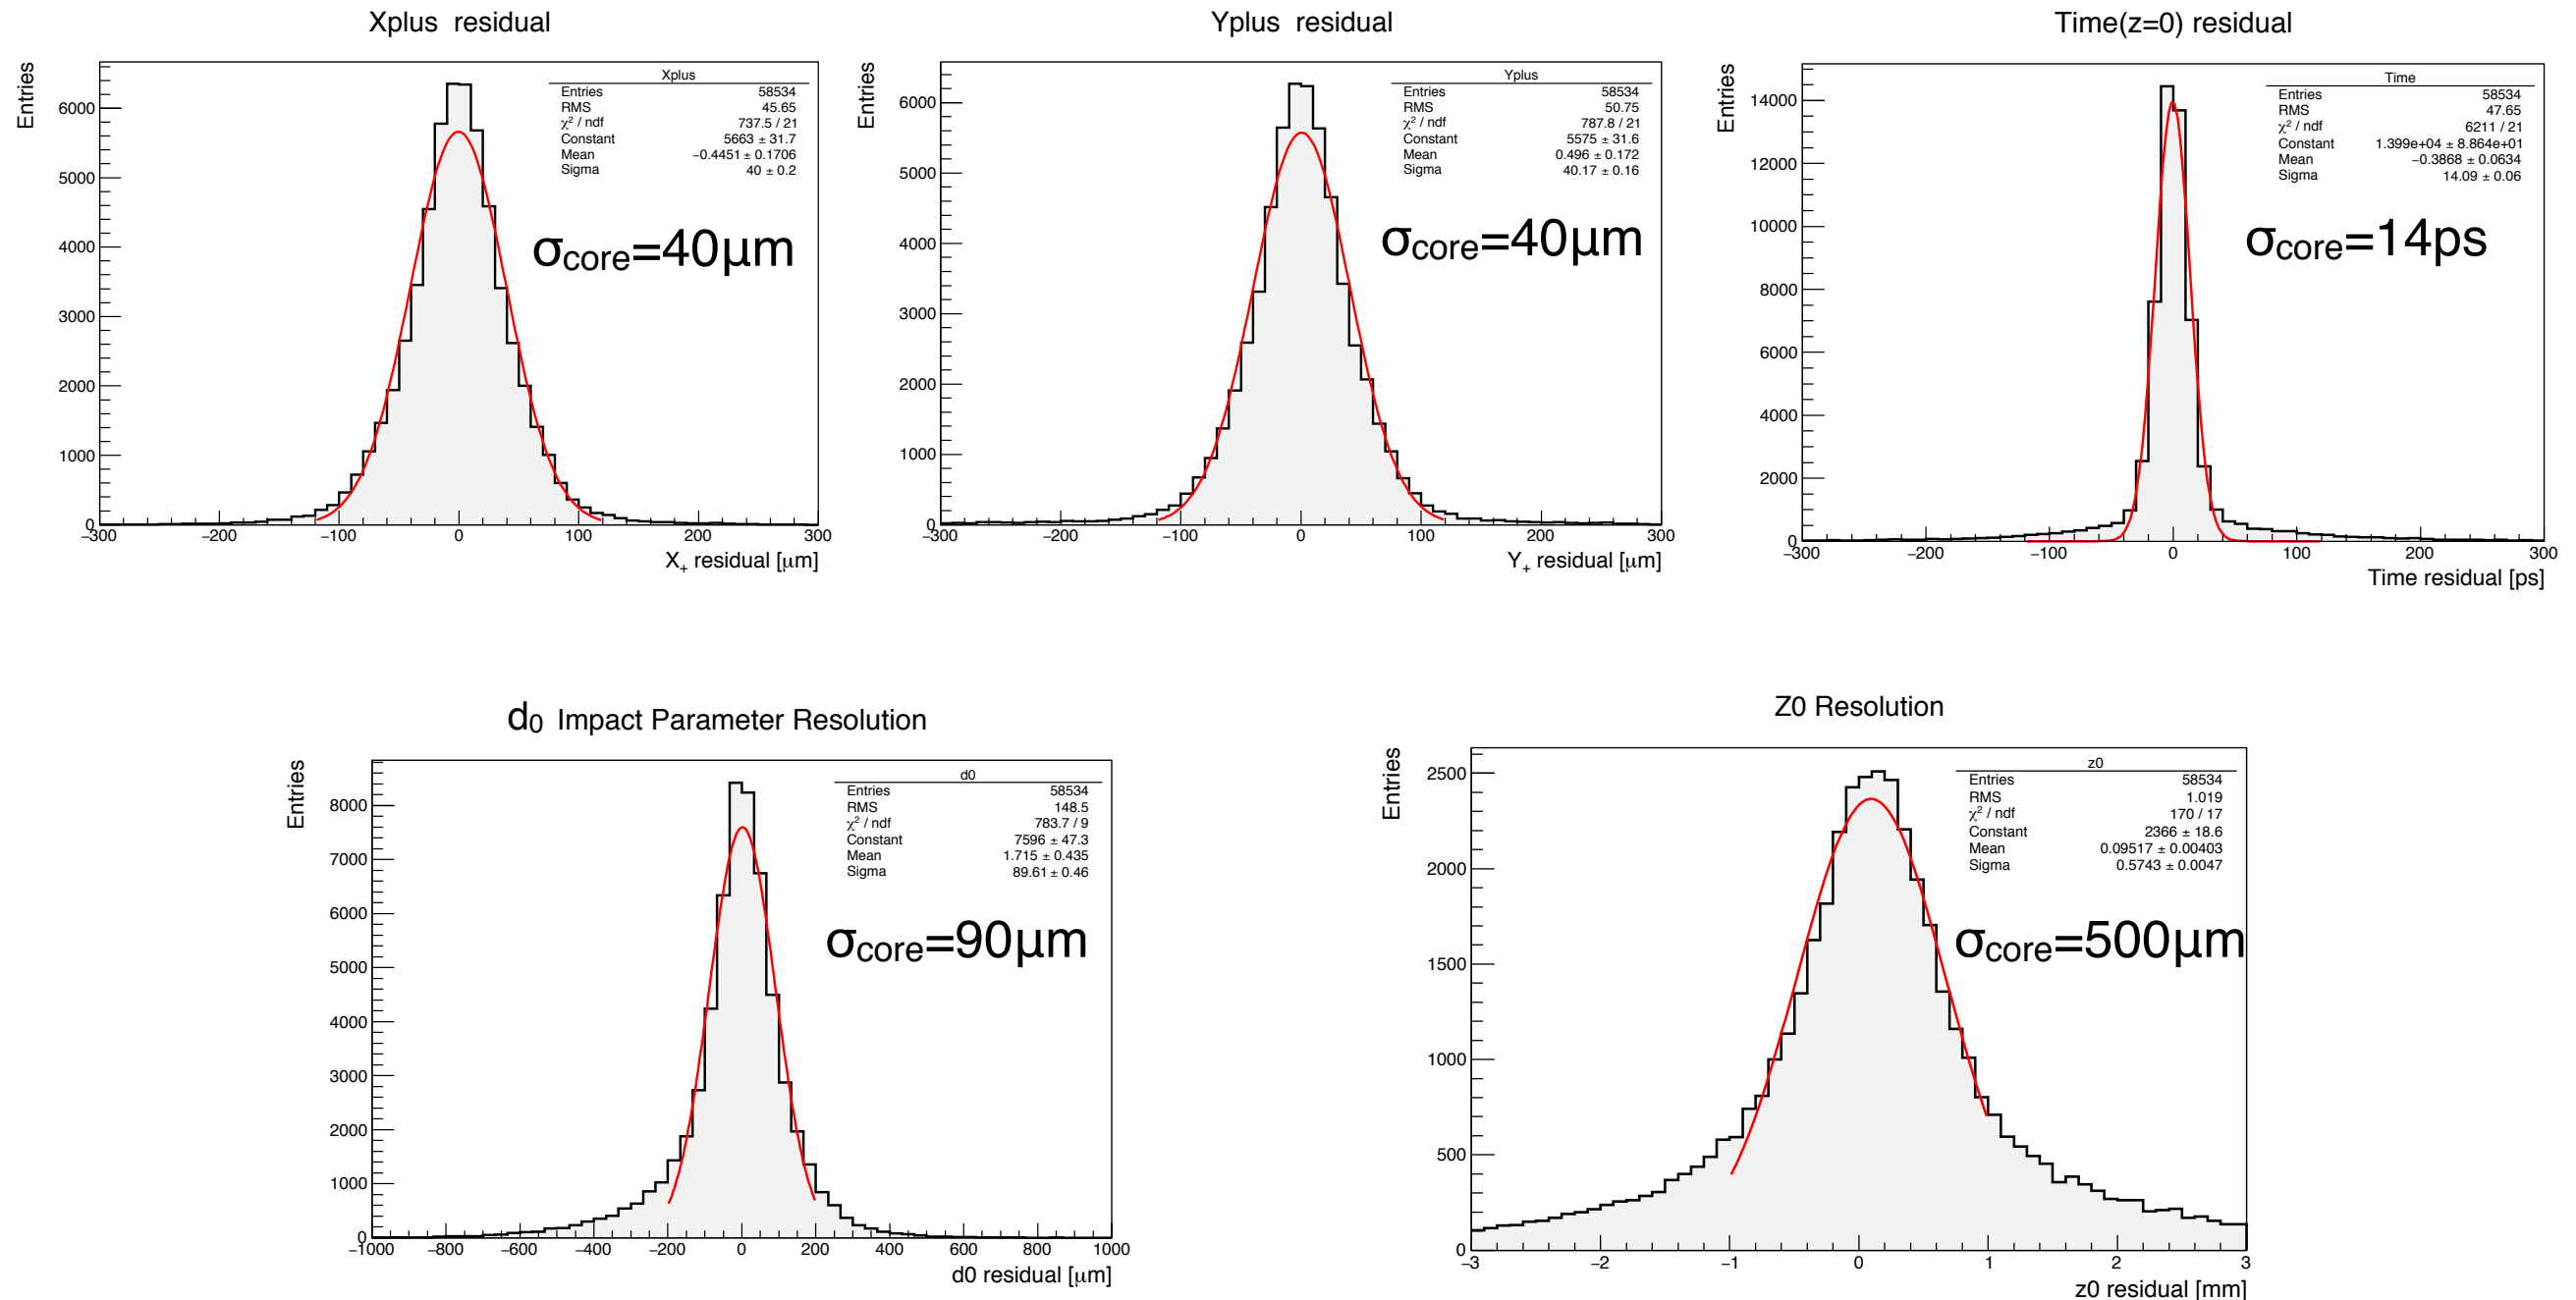 Xplus residual
Entries
Xplus
Entries 58534
RMS 45.65
χ² / ndf 737.5 / 21
Constant 5663 ± 31.7
Mean −0.4451 ± 0.1706
Sigma 40 ± 0.2
σcore=40μm
6000
5000
4000
3000
2000
1000
0
−300 −200 −100 0 100 200 300
X+ residual [μm]
Yplus residual
Entries
Yplus
Entries 58534
RMS 50.75
χ² / ndf 787.8 / 21
Constant 5575 ± 31.6
Mean 0.496 ± 0.172
Sigma 40.17 ± 0.16
σcore=40μm
6000
5000
4000
3000
2000
1000
0
−300 −200 −100 0 100 200 300
Y+ residual [μm]
Time(z=0) residual
Entries
Time
Entries 58534
RMS 47.65
χ² / ndf 6211 / 21
Constant 1.399e+04 ± 8.864e+01
Mean −0.3868 ± 0.0634
Sigma 14.09 ± 0.06
σcore=14ps
14000
12000
10000
8000
6000
4000
2000
0
−300 −200 −100 0 100 200 300
Time residual [ps]
d0 Impact Parameter Resolution
Entries
d0
Entries 58534
RMS 148.5
χ² / ndf 783.7 / 9
Constant 7596 ± 47.3
Mean 1.715 ± 0.435
Sigma 89.61 ± 0.46
σcore=90μm
8000
7000
6000
5000
4000
3000
2000
1000
0
−1000 −800 −600 −400 −200 0 200 400 600 800 1000
d0 residual [μm]
Z0 Resolution
Entries
z0
Entries 58534
RMS 1.019
χ² / ndf 170 / 17
Constant 2366 ± 18.6
Mean 0.09517 ± 0.00403
Sigma 0.5743 ± 0.0047
σcore=500μm
2500
2000
1500
1000
500
0
−3 −2 −1 0 1 2 3
z0 residual [mm]